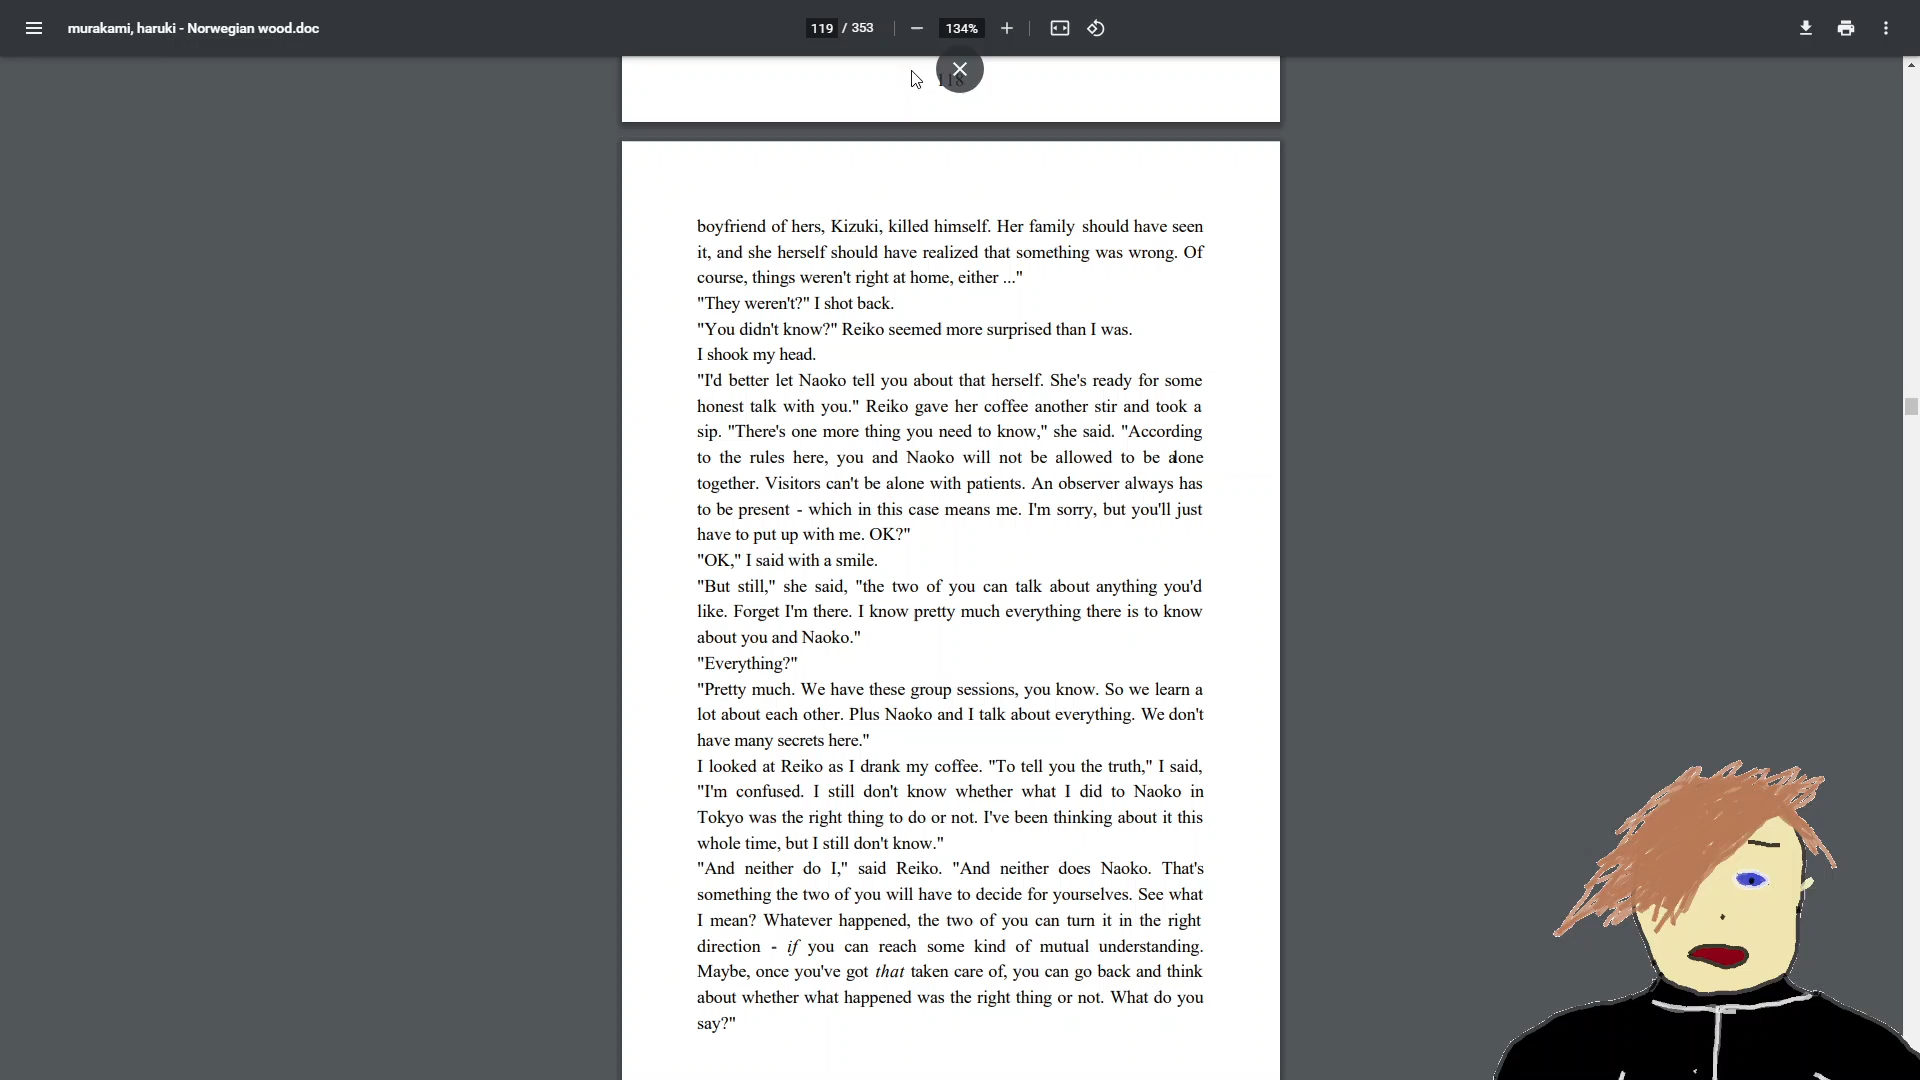 murakami, haruki - Norwegian wood.doc
119 / 353
134%
118
boyfriend of hers, Kizuki, killed himself. Her family should have seen
it, and she herself should have realized that something was wrong. Of
course, things weren't right at home, either ..."
"They weren't?" I shot back.
"You didn't know?" Reiko seemed more surprised than I was.
I shook my head.
"I'd better let Naoko tell you about that herself. She's ready for some
honest talk with you." Reiko gave her coffee another stir and took a
sip. "There's one more thing you need to know," she said. "According
to the rules here, you and Naoko will not be allowed to be alone
together. Visitors can't be alone with patients. An observer always has
to be present - which in this case means me. I'm sorry, but you'll just
have to put up with me. OK?"
"OK," I said with a smile.
"But still," she said, "the two of you can talk about anything you'd
like. Forget I'm there. I know pretty much everything there is to know
about you and Naoko."
"Everything?"
"Pretty much. We have these group sessions, you know. So we learn a
lot about each other. Plus Naoko and I talk about everything. We don't
have many secrets here."
I looked at Reiko as I drank my coffee. "To tell you the truth," I said,
"I'm confused. I still don't know whether what I did to Naoko in
Tokyo was the right thing to do or not. I've been thinking about it this
whole time, but I still don't know."
"And neither do I," said Reiko. "And neither does Naoko. That's
something the two of you will have to decide for yourselves. See what
I mean? Whatever happened, the two of you can turn it in the right
direction - if you can reach some kind of mutual understanding.
Maybe, once you've got that taken care of, you can go back and think
about whether what happened was the right thing or not. What do you
say?"